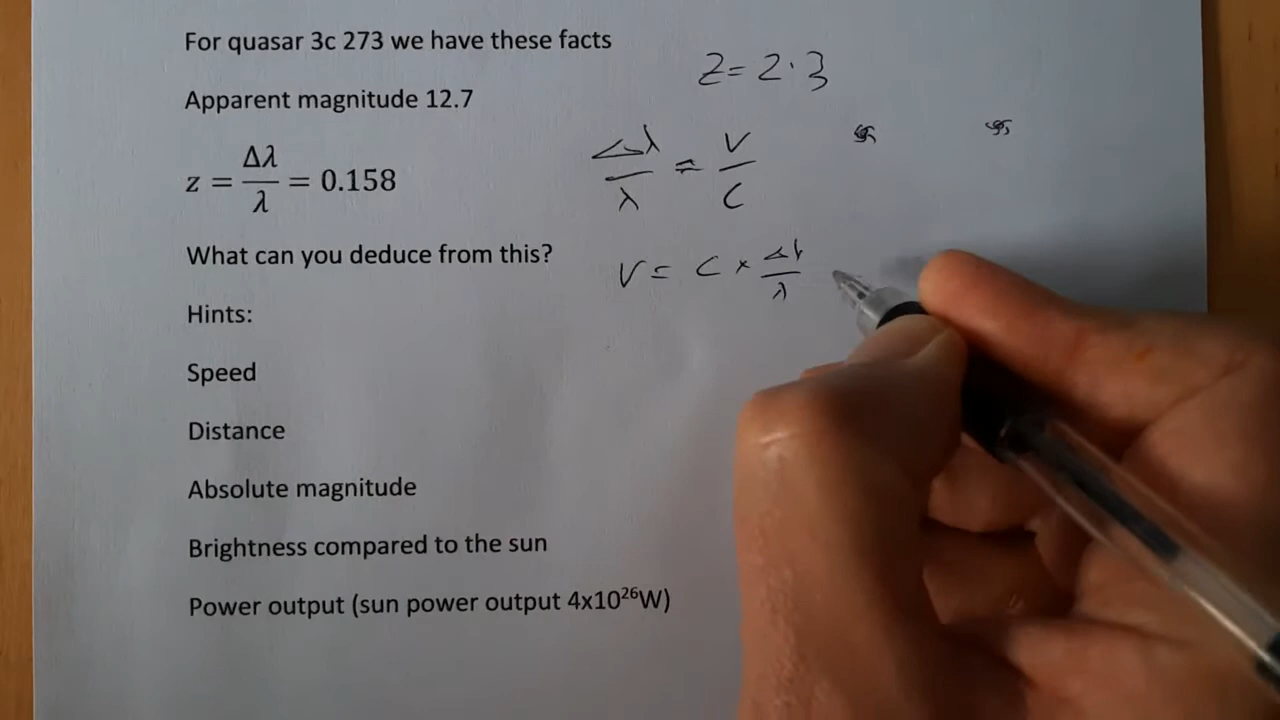 For quasar 3c 273 we have these facts
Z = 2.3
Apparent magnitude 12.7
z = Δλ/λ = 0.158
Δλ/λ = V/C
What can you deduce from this?
V = C × Δλ/λ
Hints:
Speed
Distance
Absolute magnitude
Brightness compared to the sun
Power output (sun power output 4x10²⁶W)